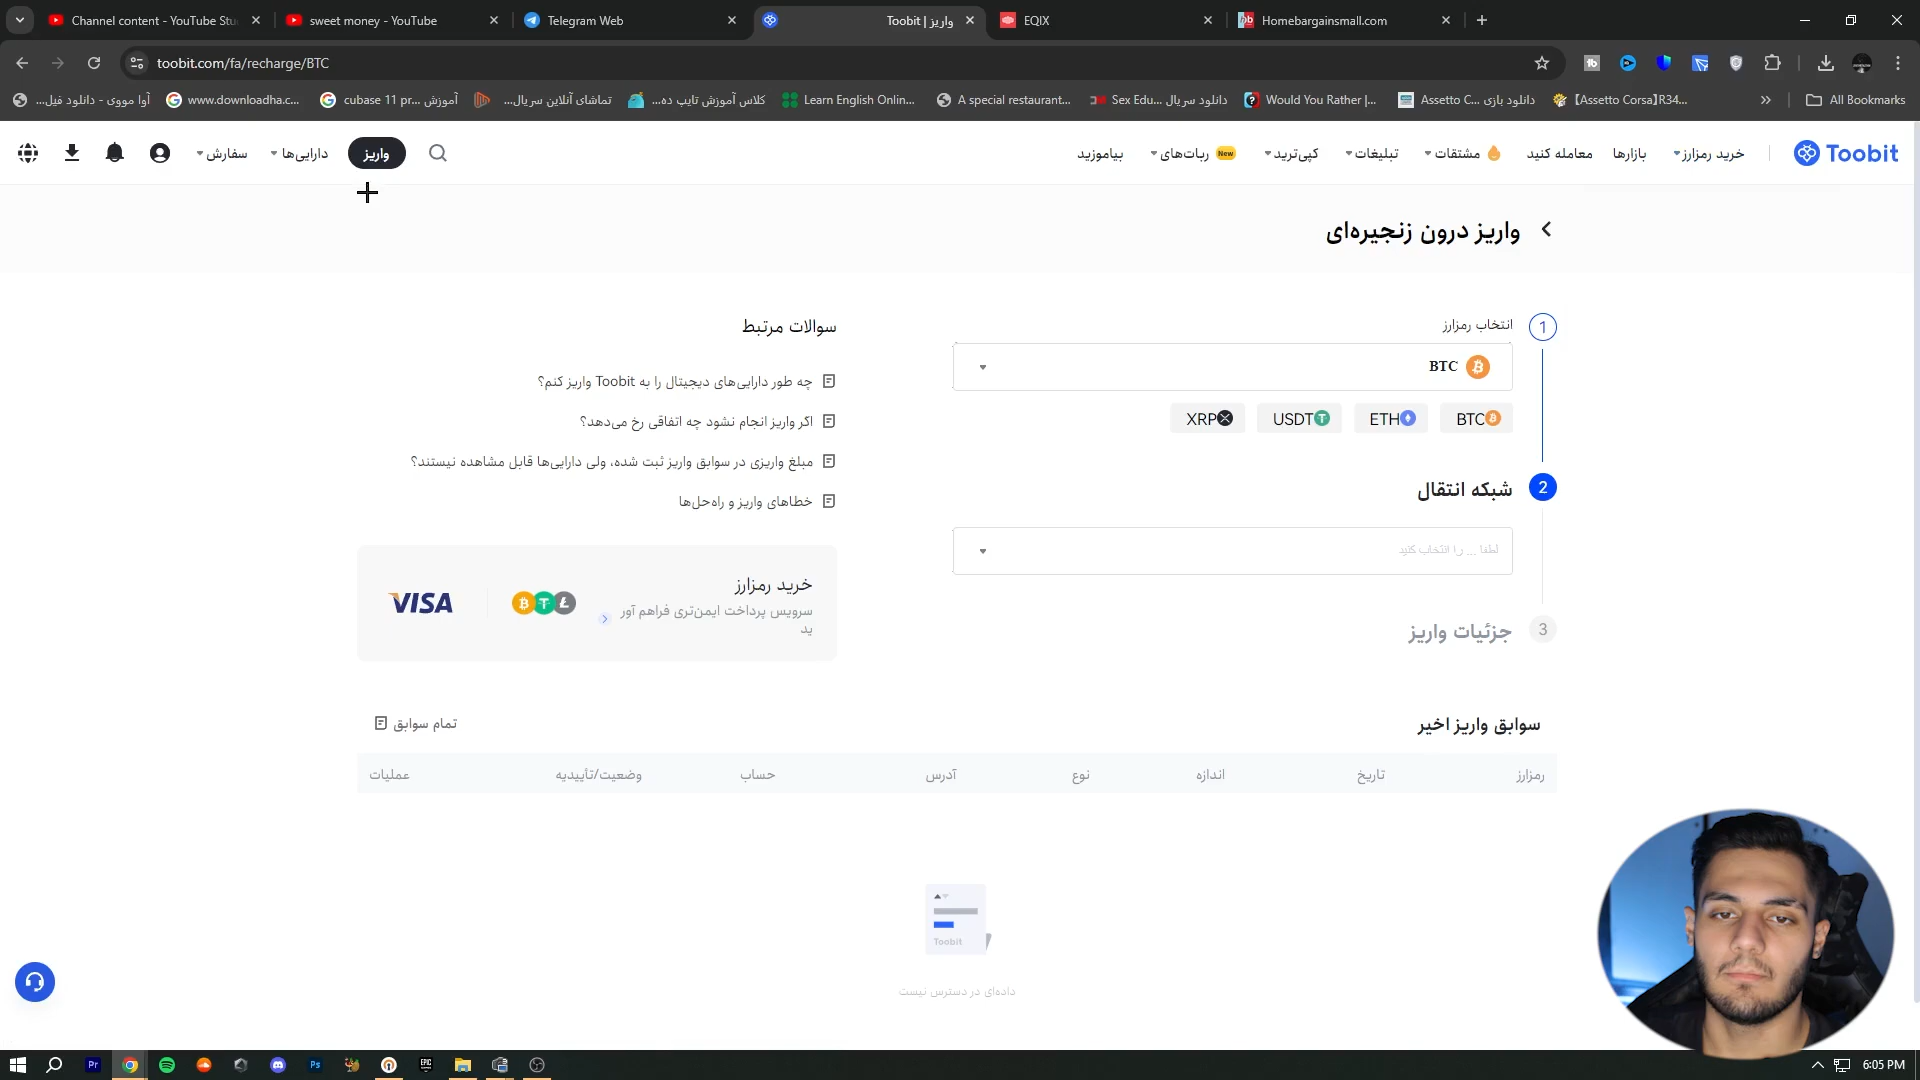 Channel content - YouTube Stu
sweet money - YouTube
Telegram Web
واریز | Toobit
EQIX
Homebargainsmall.com
toobit.com/fa/recharge/BTC
آوا مووی - دانلود فیل...
www.downloadha.c...
آموزش cubase 11 pr...
تماشای آنلاین سریال...
کلاس آموزش تایپ ده...
Learn English Onlin...
A special restaurant...
دانلود سریال Sex Edu...
Would You Rather |...
دانلود بازی Assetto C...
【Assetto Corsa】R34...
All Bookmarks
Toobit
خرید رمزارز
بازارها
معامله کنید
مشتقات
تبلیغات
کپی‌ترید
ربات‌های New
بیاموزید
واریز
دارایی‌ها
سفارش
واریز درون زنجیره‌ای
1
انتخاب رمزارز
BTC
BTC
ETH
USDT
XRP
2
شبکه انتقال
لطفا ... را انتخاب کنید
3
جزئیات واریز
سوالات مرتبط
چه طور دارایی‌های دیجیتال را به Toobit واریز کنم؟
اگر واریز انجام نشود چه اتفاقی رخ می‌دهد؟
مبلغ واریزی در سوابق واریز ثبت شده، ولی دارایی‌ها قابل مشاهده نیستند؟
خطاهای واریز و راه‌حل‌ها
خرید رمزارز
سرویس پرداخت ایمن‌تری فراهم آور
ید
VISA
سوابق واریز اخیر
تمام سوابق
رمزارز
تاریخ
اندازه
نوع
آدرس
حساب
وضعیت/تأییدیه
عملیات
Toobit
داده‌ای در دسترس نیست
Pr
Ps
EPIC
6:05 PM